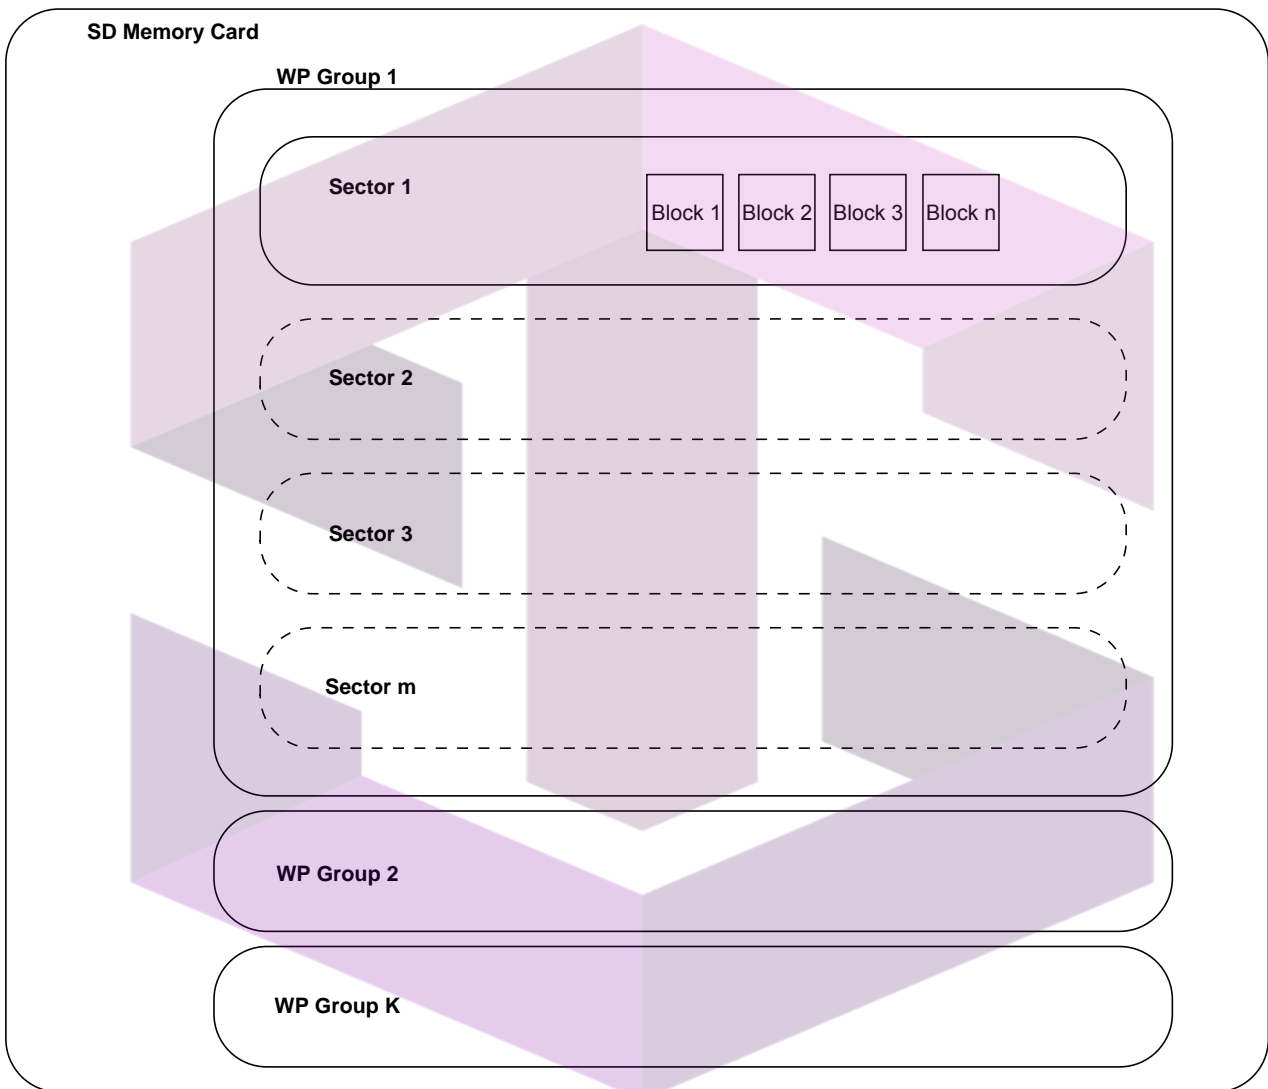 SD Memory Card
WP Group 1
Sector 1
Block 1 Block 2 Block 3 Block n
Sector 2
Sector 3
Sector m
WP Group 2
WP Group K